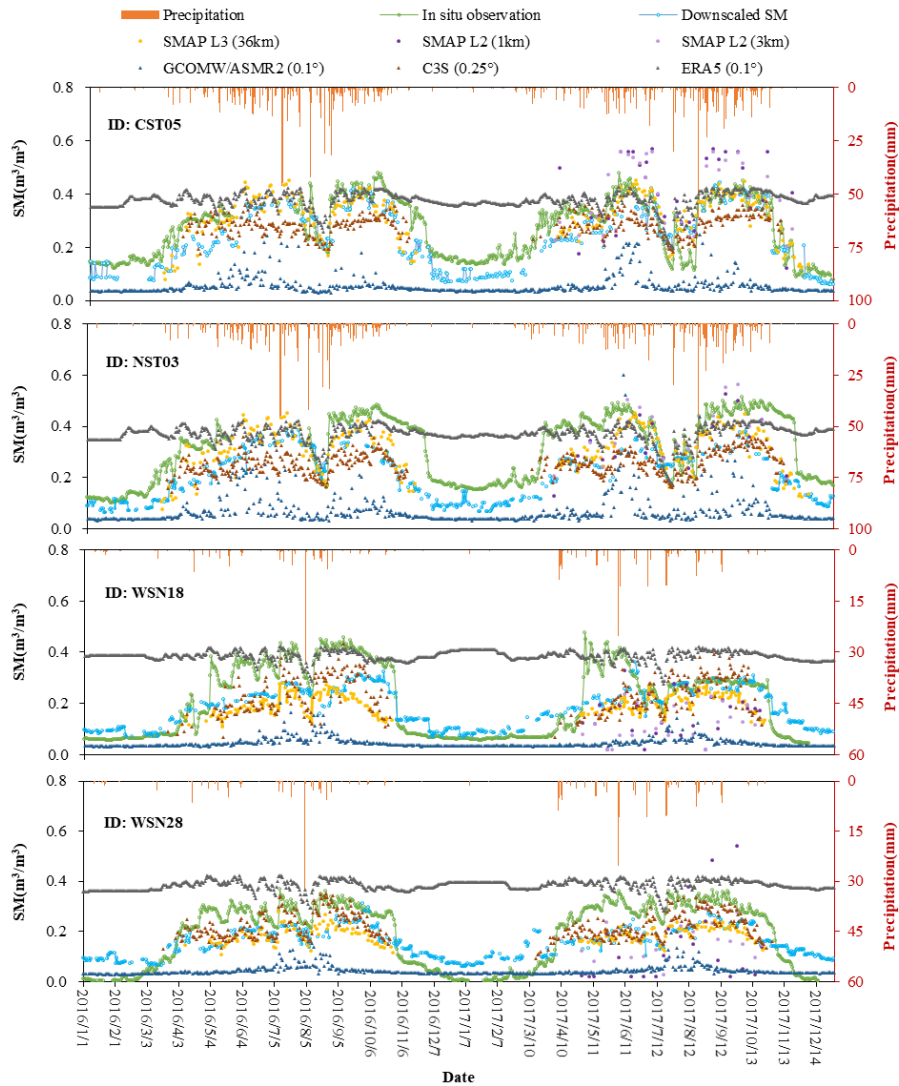 Precipitation In situ observation Downscaled SM
SMAP L3 (36km) SMAP L2 (1km) SMAP L2 (3km)
GCOMW/ASMR2 (0.1°) C3S (0.25°) ERA5 (0.1°)
0.8 0
ID: CST05
0.6 25
0.4 50
0.2 75
0.0 100
SM(m³/m³)
Precipitation(mm)
0.8 0
ID: NST03
0.6 25
0.4 50
0.2 75
0.0 100
SM(m³/m³)
Precipitation(mm)
0.8 0
ID: WSN18
0.6 15
0.4 30
0.2 45
0.0 60
SM(m³/m³)
Precipitation(mm)
0.8 0
ID: WSN28
0.6 15
0.4 30
0.2 45
0.0 60
SM(m³/m³)
Precipitation(mm)
2016/1/1
2016/2/1
2016/3/3
2016/4/3
2016/5/4
2016/6/4
2016/7/5
2016/8/5
2016/9/5
2016/10/6
2016/11/6
2016/12/7
2017/1/7
2017/2/7
2017/3/10
2017/4/10
2017/5/11
2017/6/11
2017/7/12
2017/8/12
2017/9/12
2017/10/13
2017/11/13
2017/12/14
Date